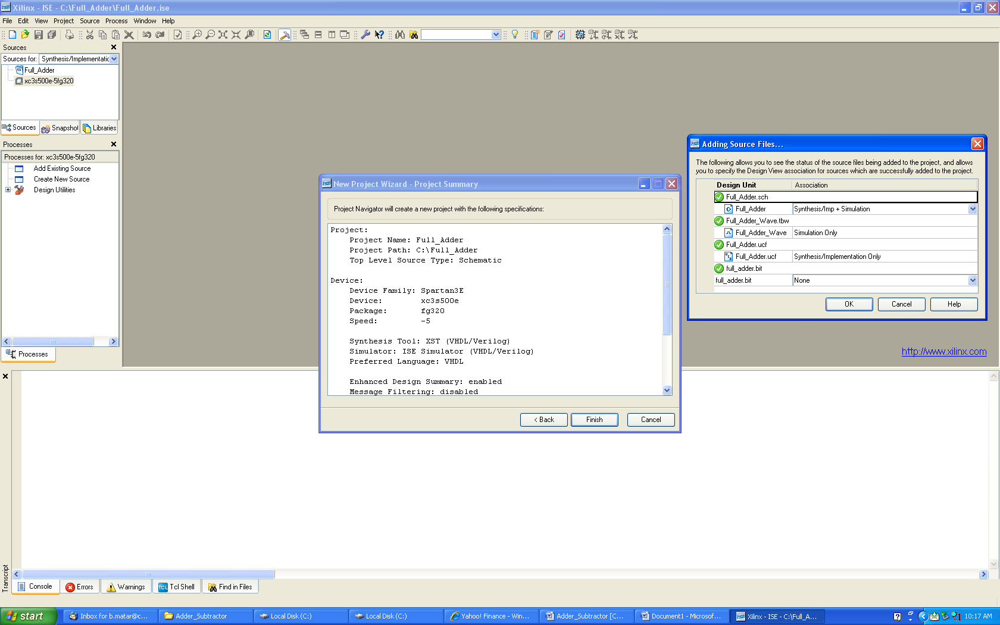 Xilinx - ISE - C:\Full_Adder\Full_Adder.ise
File Edit View Project Source Process Window Help
Sources
Sources for: Synthesis/Implementatic
Full_Adder
xc3s500e-5fg320
Sources Snapshot Libraries
Processes
Processes for: xc3s500e-5fg320
Add Existing Source
Create New Source
Design Utilities
Processes
New Project Wizard - Project Summary
Project Navigator will create a new project with the following specifications:
Project:
Project Name: Full_Adder
Project Path: C:\Full_Adder
Top Level Source Type: Schematic
Device:
Device Family: Spartan3E
Device: xc3s500e
Package: fg320
Speed: -5
Synthesis Tool: XST (VHDL/Verilog)
Simulator: ISE Simulator (VHDL/Verilog)
Preferred Language: VHDL
Enhanced Design Summary: enabled
Message Filtering: disabled
< Back Finish Cancel
Adding Source Files...
The following allows you to see the status of the source files being added to the project, and allows
you to specify the Design View association for sources which are successfully added to the project.
Design Unit Association
Full_Adder.sch
Full_Adder Synthesis/Imp + Simulation
Full_Adder_Wave.tbw
Full_Adder_Wave Simulation Only
Full_Adder.ucf
Full_Adder.ucf Synthesis/Implementation Only
full_adder.bit
full_adder.bit None
OK Cancel Help
http://www.xilinx.com
Transcript
Console Errors Warnings Tcl Shell Find in Files
start Inbox for b.matar@c... Adder_Subtractor Local Disk (C:) Local Disk (C:) Yahoo! Finance - Win... Adder_Subtractor [C... Document1 - Microsof... Xilinx - ISE - C:\Full_A... 10:17 AM